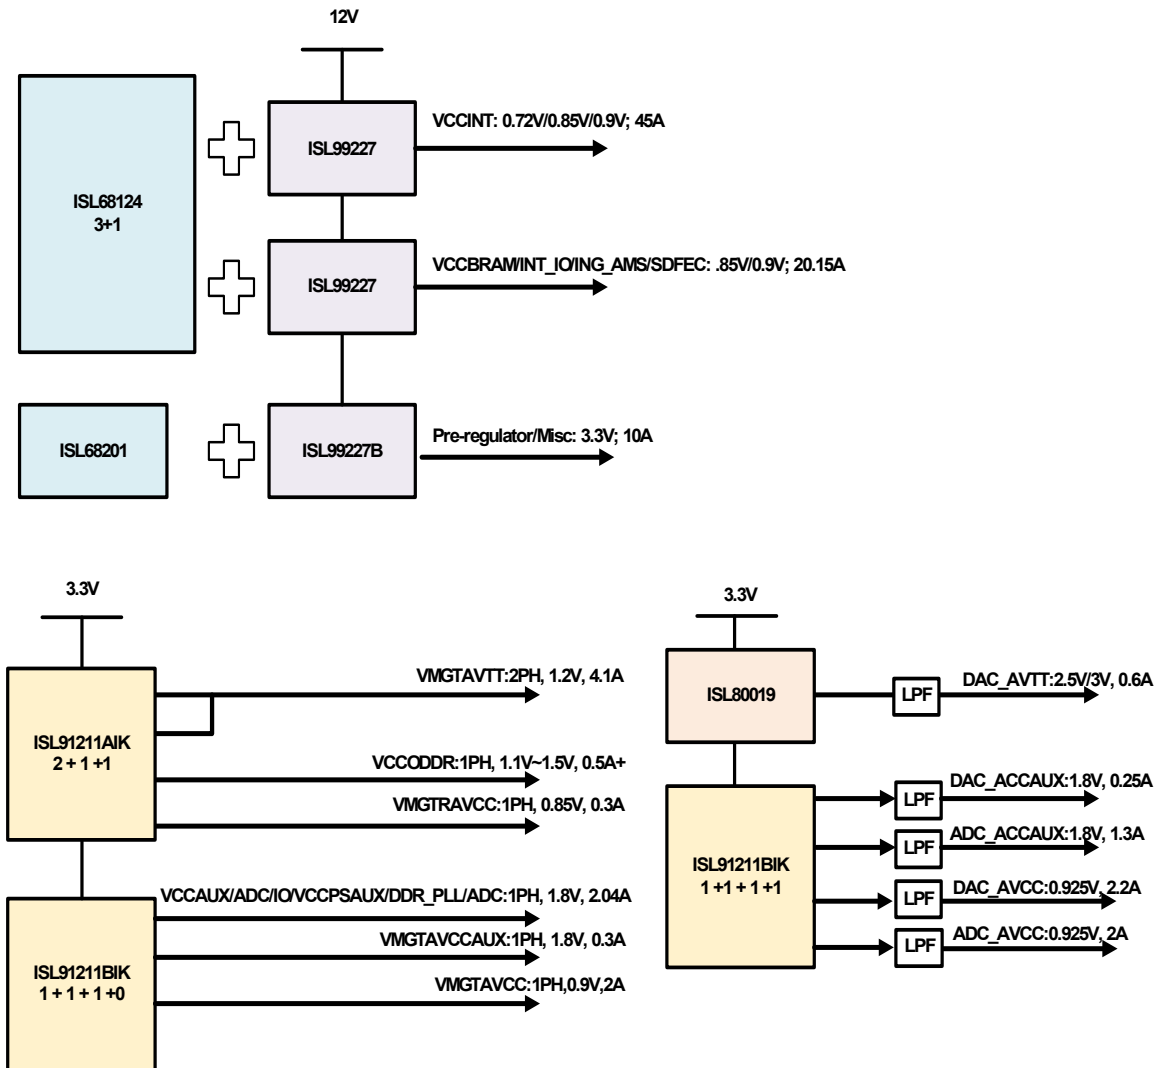 12V
ISL68124
3+1
ISL99227
VCCINT: 0.72V/0.85V/0.9V; 45A
ISL99227
VCCBRAM/INT_IO/ING_AMS/SDFEC: .85V/0.9V; 20.15A
ISL68201
ISL99227B
Pre-regulator/Misc: 3.3V; 10A
3.3V
ISL91211AIK
2 + 1 +1
VMGTAVTT:2PH, 1.2V, 4.1A
VCCODDR:1PH, 1.1V~1.5V, 0.5A+
VMGTRAVCC:1PH, 0.85V, 0.3A
ISL91211BIK
1 + 1 + 1 +0
VCCAUX/ADC/IO/VCCPSAUX/DDR_PLL/ADC:1PH, 1.8V, 2.04A
VMGTAVCCAUX:1PH, 1.8V, 0.3A
VMGTAVCC:1PH,0.9V,2A
3.3V
ISL80019
LPF
DAC_AVTT:2.5V/3V, 0.6A
ISL91211BIK
1 +1 + 1 +1
LPF
DAC_ACCAUX:1.8V, 0.25A
LPF
ADC_ACCAUX:1.8V, 1.3A
LPF
DAC_AVCC:0.925V, 2.2A
LPF
ADC_AVCC:0.925V, 2A